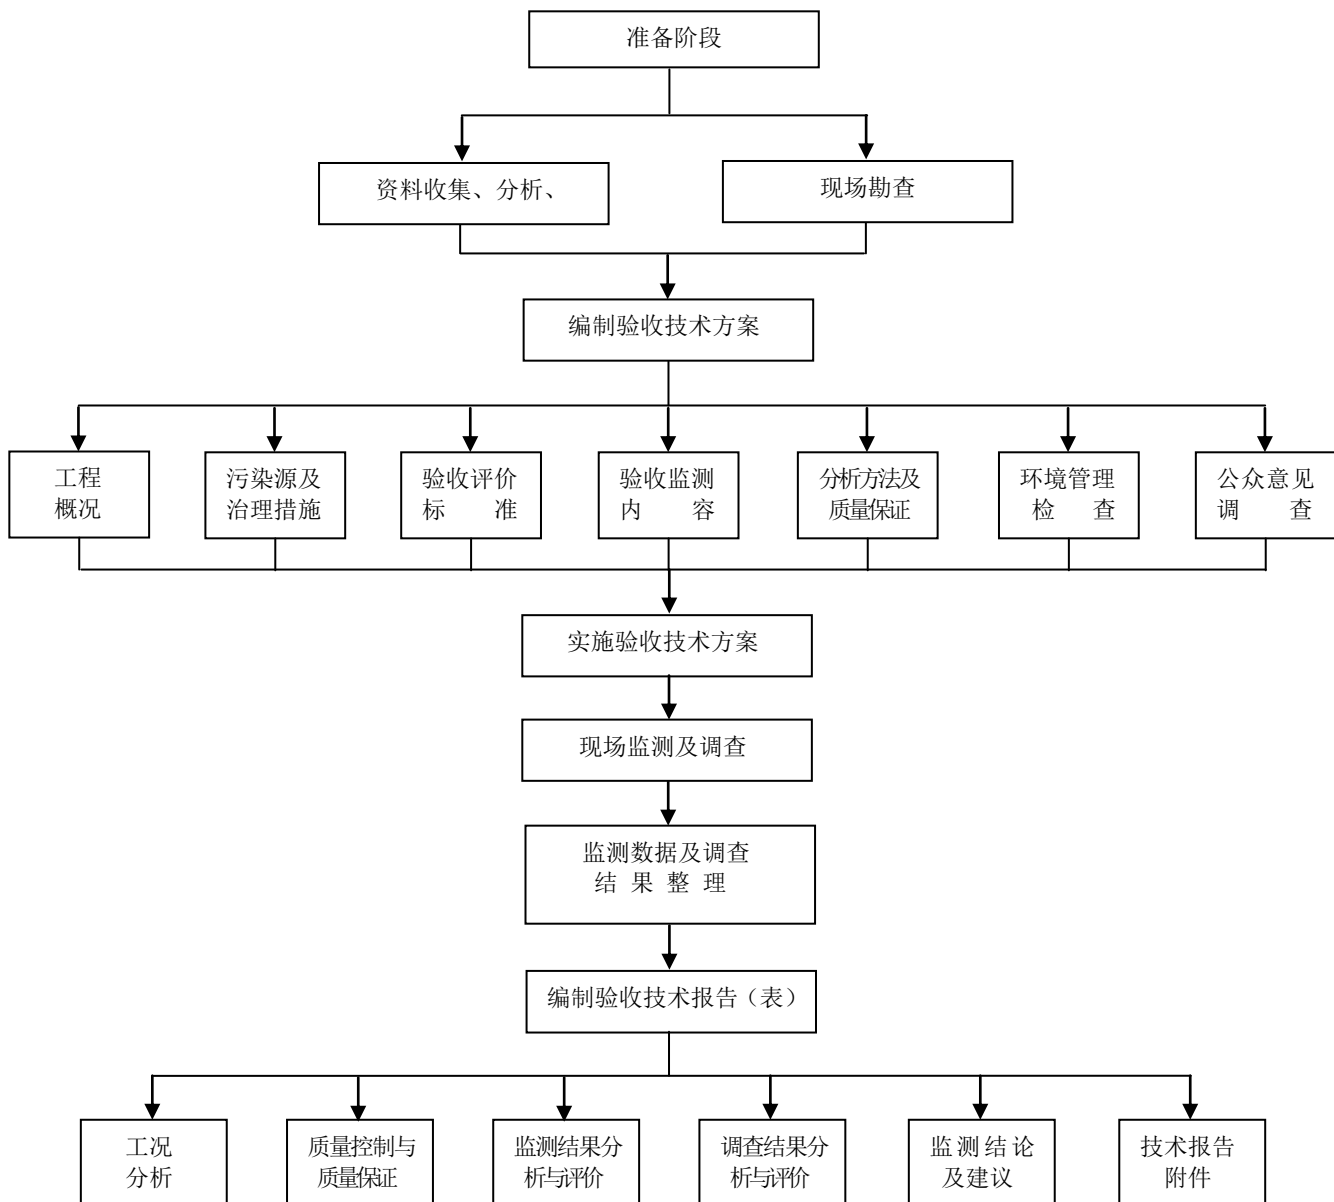 准备阶段
资料收集、分析、
现场勘查
编制验收技术方案
工程
概况
污染源及
治理措施
验收评价
标 准
验收监测
内 容
分析方法及
质量保证
环境管理
检 查
公众意见
调 查
实施验收技术方案
现场监测及调查
监测数据及调查
结 果 整 理
编制验收技术报告（表）
工况
分析
质量控制与
质量保证
监测结果分
析与评价
调查结果分
析与评价
监测结论
及建议
技术报告
附件